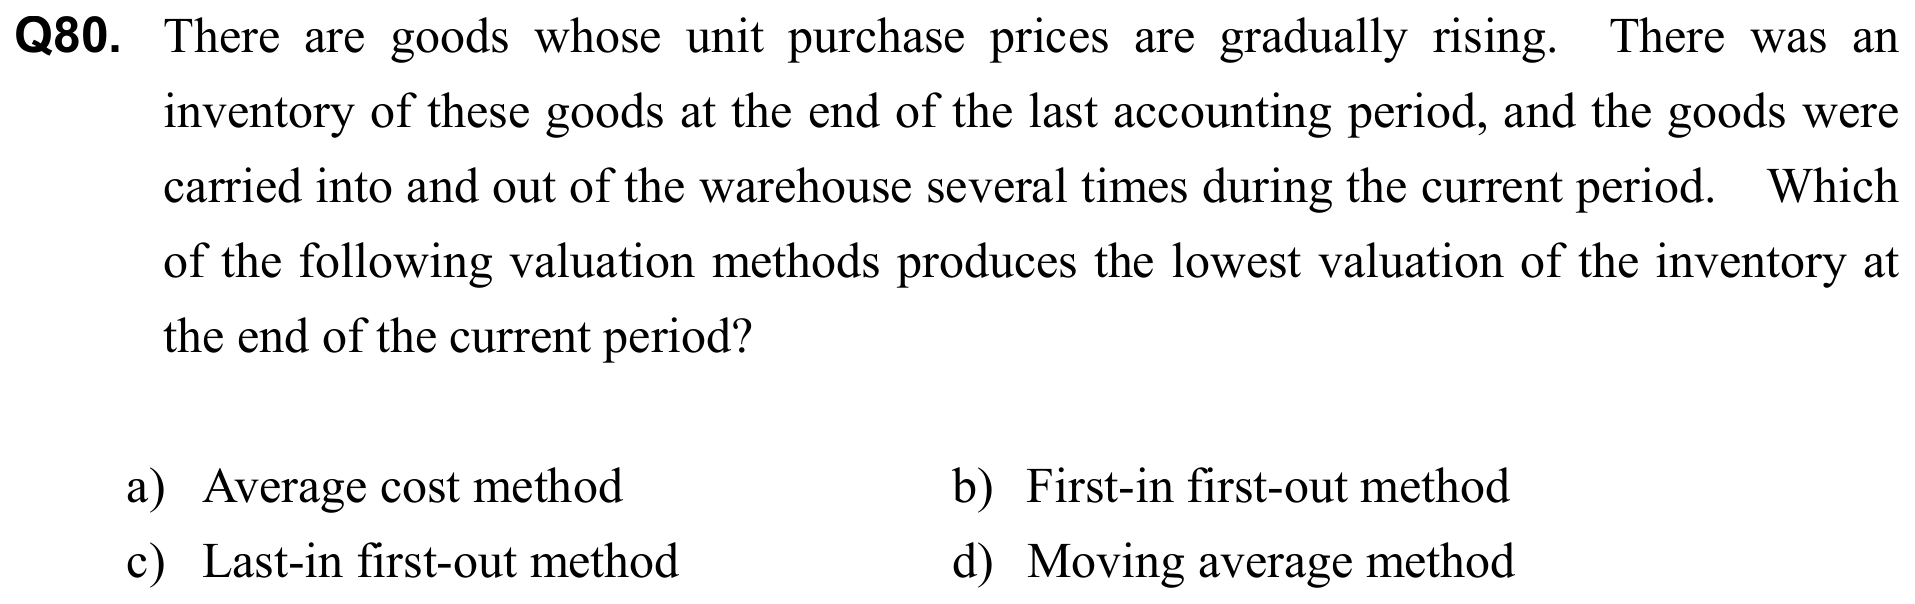 Q80. There are goods whose unit purchase prices are gradually rising. There was an
inventory of these goods at the end of the last accounting period, and the goods were
carried into and out of the warehouse several times during the current period. Which
of the following valuation methods produces the lowest valuation of the inventory at
the end of the current period?
a) Average cost method b) First-in first-out method
c) Last-in first-out method d) Moving average method